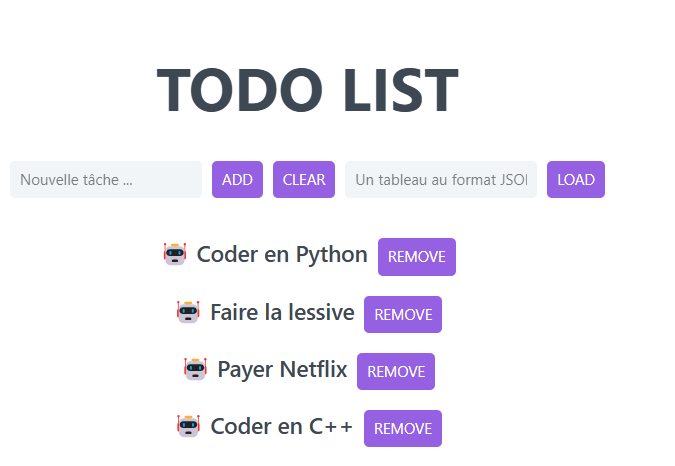 TODO LIST
Nouvelle tâche ... ADD CLEAR Un tableau au format JSO LOAD
Coder en Python REMOVE
Faire la lessive REMOVE
Payer Netflix REMOVE
Coder en C++ REMOVE